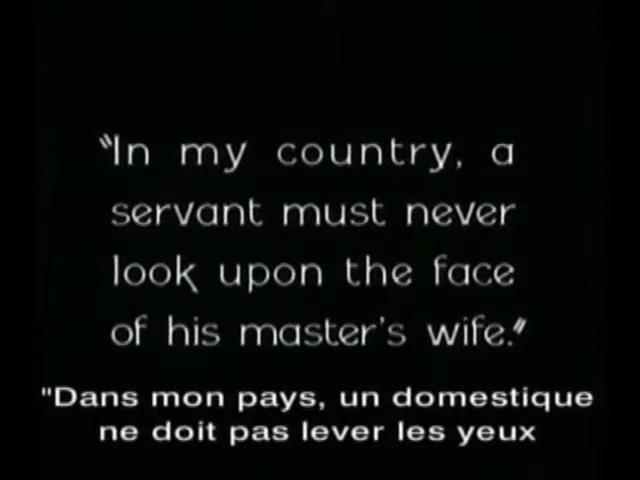 "In my country, a
servant must never
look upon the face
of his master's wife."
"Dans mon pays, un domestique
ne doit pas lever les yeux